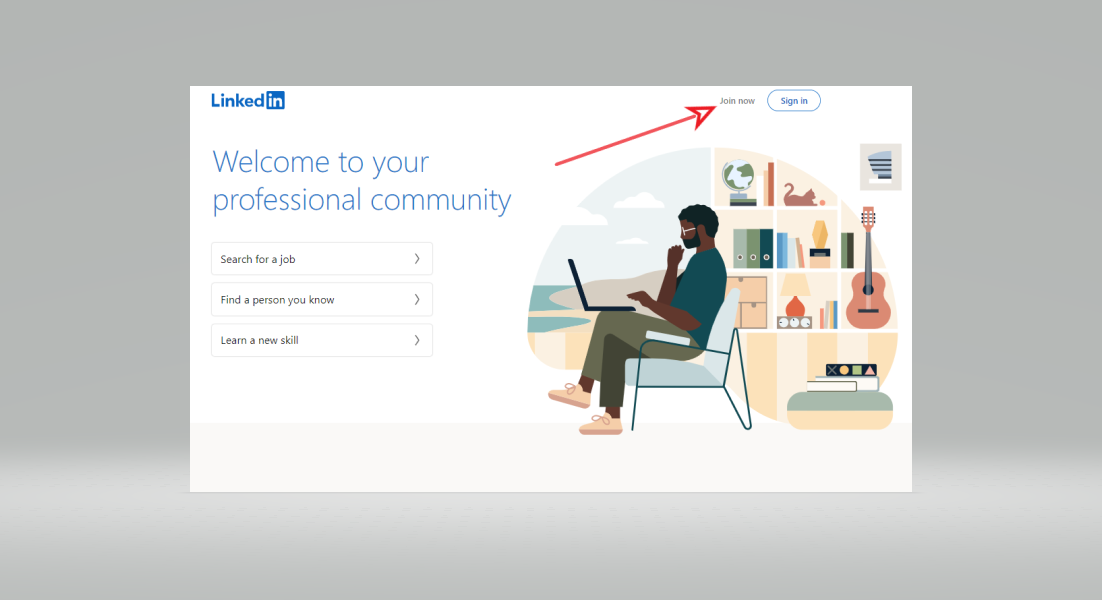 Linkedin
Join now
Sign in
Welcome to your
professional community
Search for a job
Find a person you know
Learn a new skill